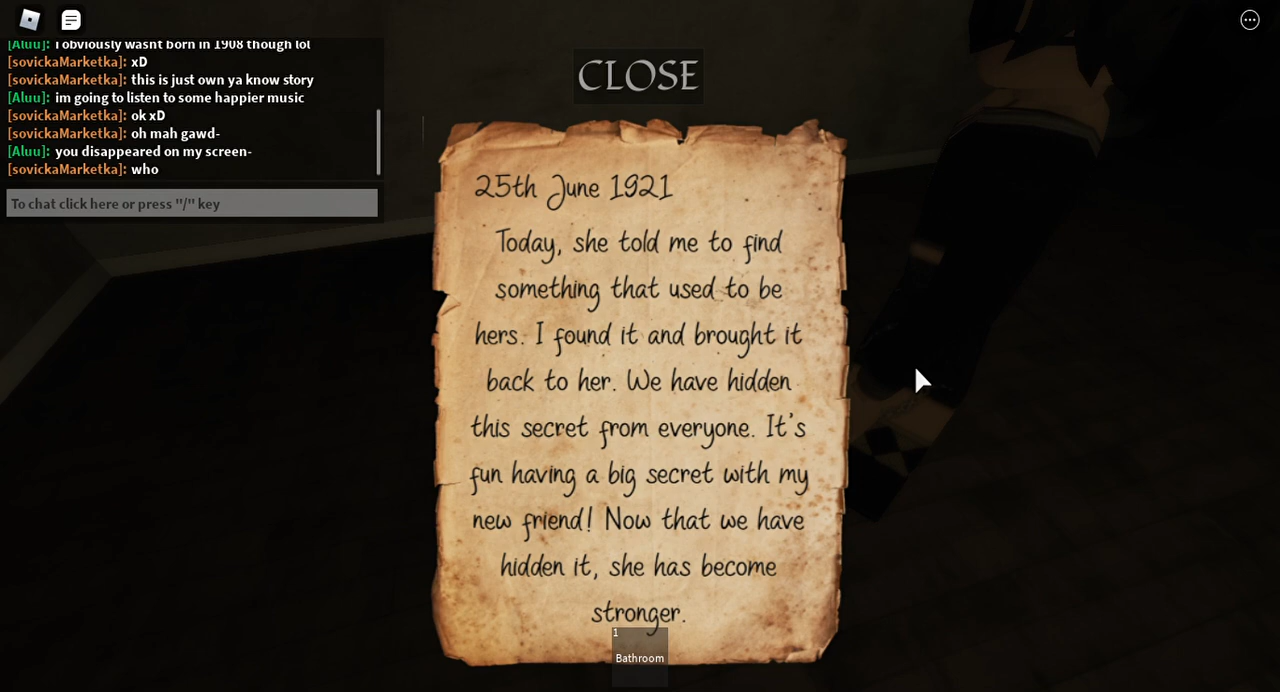 [Aluu]: i obviously wasnt born in 1908 though lol
[sovickaMarketka]: xD
[sovickaMarketka]: this is just own ya know story
[Aluu]: im going to listen to some happier music
[sovickaMarketka]: ok xD
[sovickaMarketka]: oh mah gawd-
[Aluu]: you disappeared on my screen-
[sovickaMarketka]: who
To chat click here or press "/" key
CLOSE
25th June 1921
Today, she told me to find
something that used to be
hers. I found it and brought it
back to her. We have hidden
this secret from everyone. It's
fun having a big secret with my
new friend! Now that we have
hidden it, she has become
stronger.
1
Bathroom